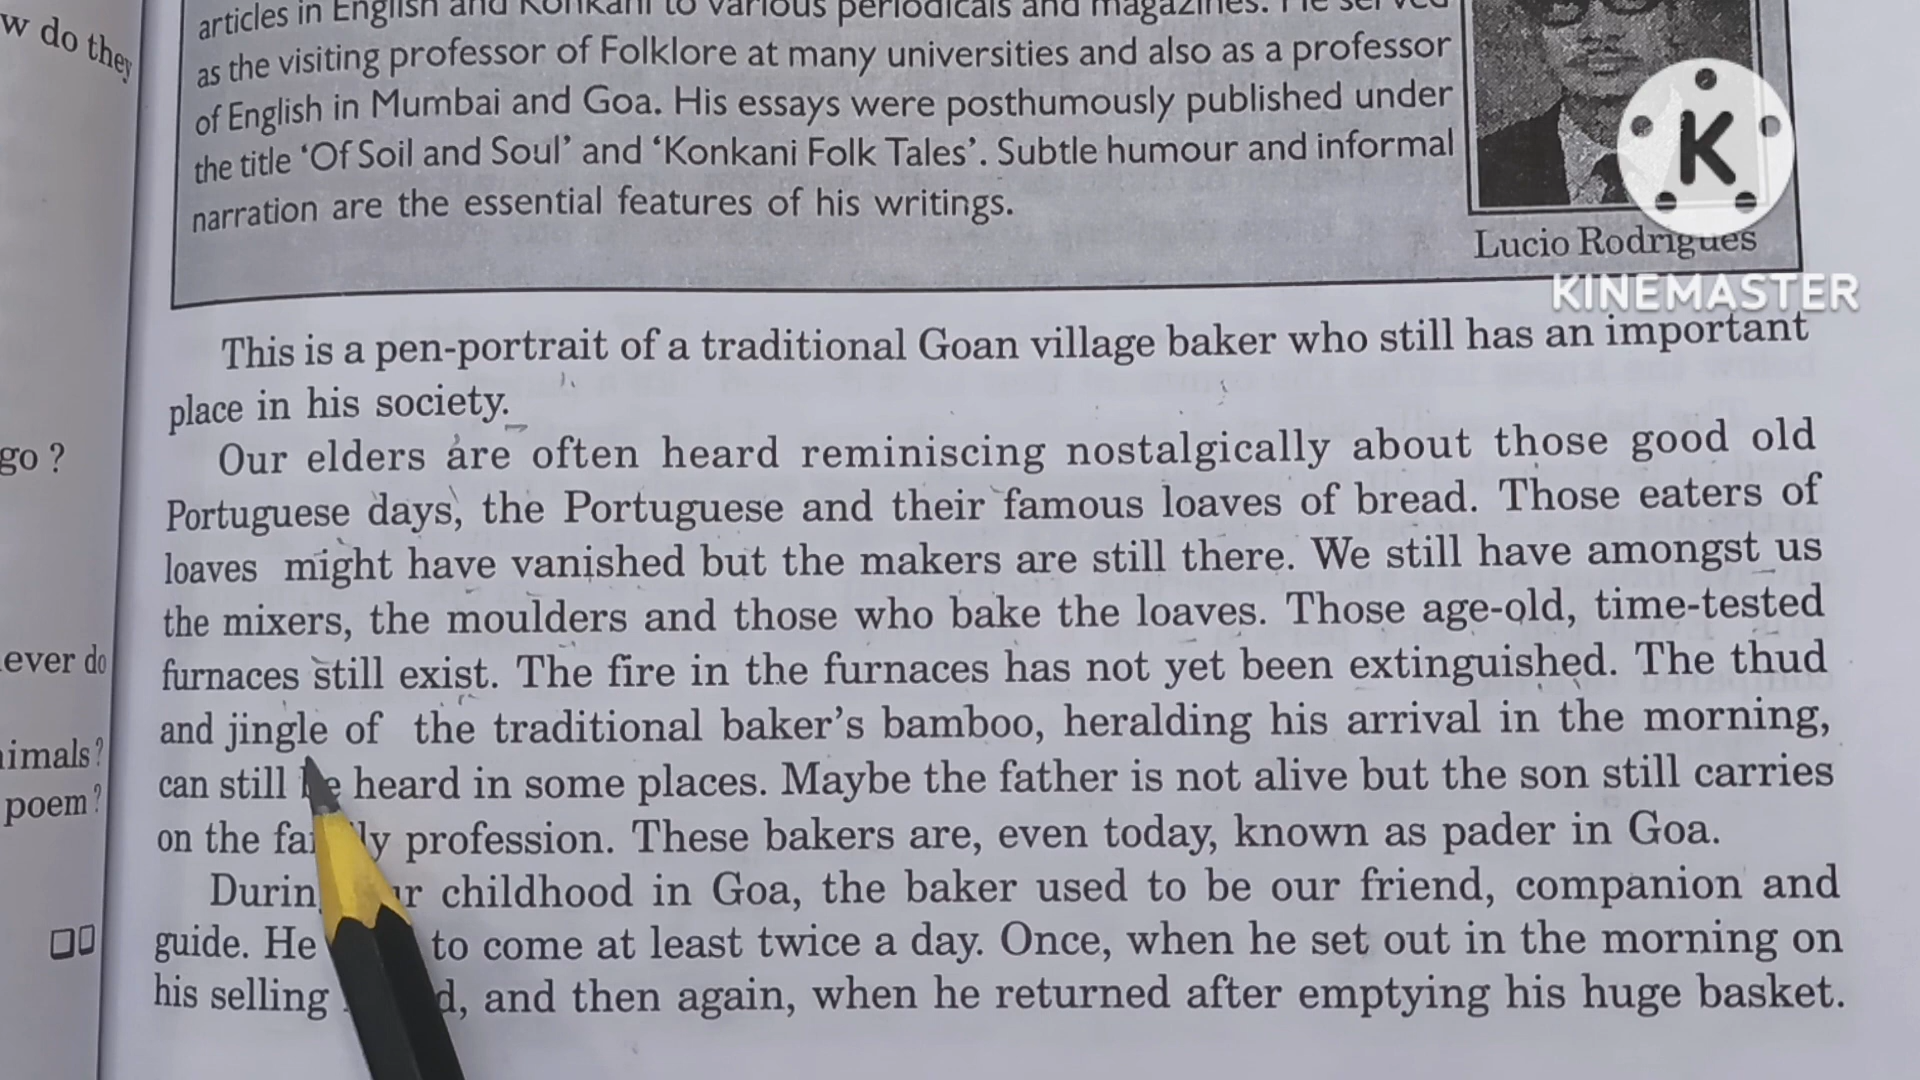 w do they
articles in English and Konkani to various periodicals and magazines. He served
as the visiting professor of Folklore at many universities and also as a professor
of English in Mumbai and Goa. His essays were posthumously published under
the title ‘Of Soil and Soul’ and ‘Konkani Folk Tales’. Subtle humour and informal
narration are the essential features of his writings.
K
Lucio Rodrigues
KINEMASTER
This is a pen-portrait of a traditional Goan village baker who still has an important
place in his society.
Our elders are often heard reminiscing nostalgically about those good old
Portuguese days, the Portuguese and their famous loaves of bread. Those eaters of
loaves might have vanished but the makers are still there. We still have amongst us
the mixers, the moulders and those who bake the loaves. Those age-old, time-tested
furnaces still exist. The fire in the furnaces has not yet been extinguished. The thud
and jingle of the traditional baker’s bamboo, heralding his arrival in the morning,
can still be heard in some places. Maybe the father is not alive but the son still carries
on the family profession. These bakers are, even today, known as pader in Goa.
During our childhood in Goa, the baker used to be our friend, companion and
guide. He to come at least twice a day. Once, when he set out in the morning on
his selling and then again, when he returned after emptying his huge basket.
go ?
ever do
imals?
poem?